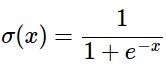 σ(x) = 1 / (1 + e^{-x})